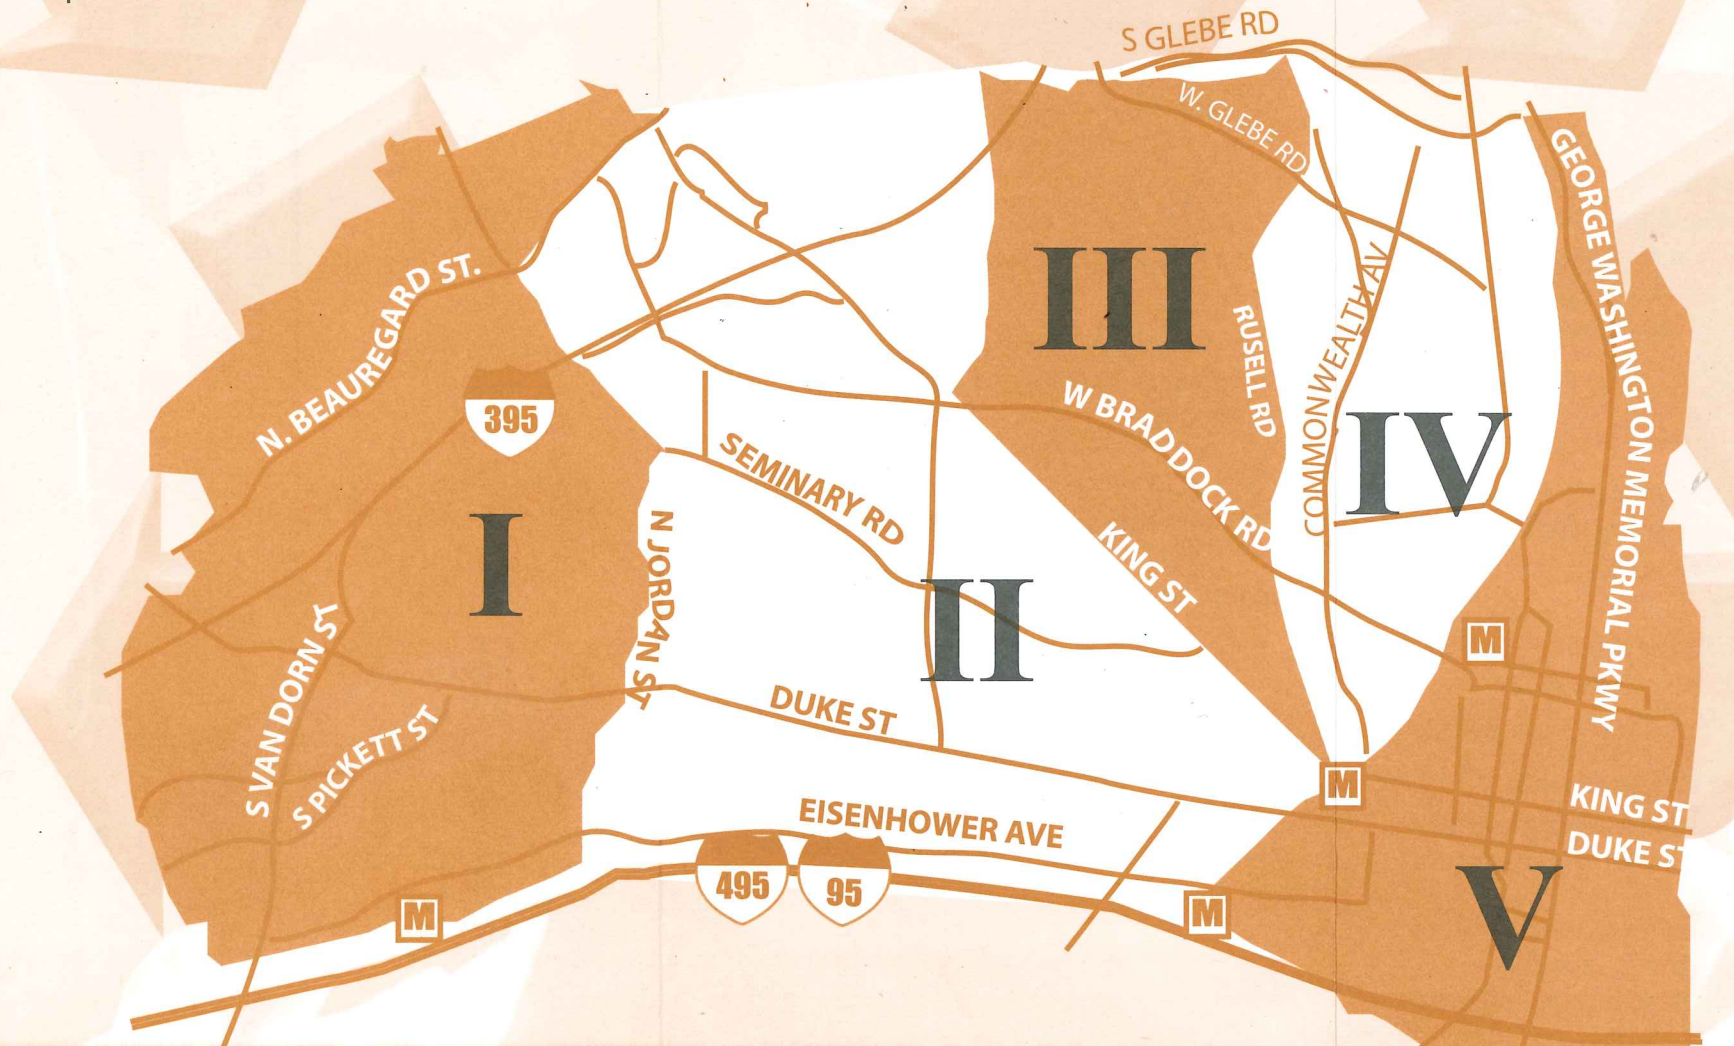 S GLEBE RD
W. GLEBE RD
GEORGE WASHINGTON MEMORIAL PKWY
N. BEAUREGARD ST.
III
RUSELL RD
COMMONWEALTH AV
395
W BRADDOCK RD
IV
SEMINARY RD
I
N JORDAN ST
KING ST
II
M
S VAN DORN ST
S PICKETT ST
DUKE ST
M
KING ST
EISENHOWER AVE
DUKE ST
495
95
M
M
V